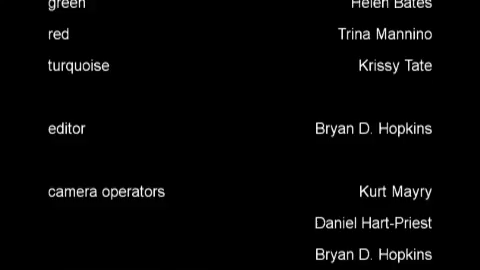 green Helen Bates
red Trina Mannino
turquoise Krissy Tate
editor Bryan D. Hopkins
camera operators Kurt Mayry
Daniel Hart-Priest
Bryan D. Hopkins